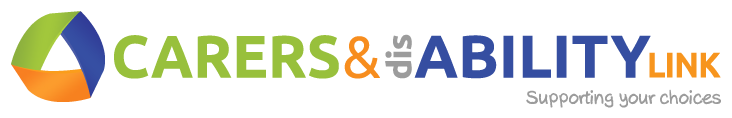 CARERS & disABILITY LINK
Supporting your choices